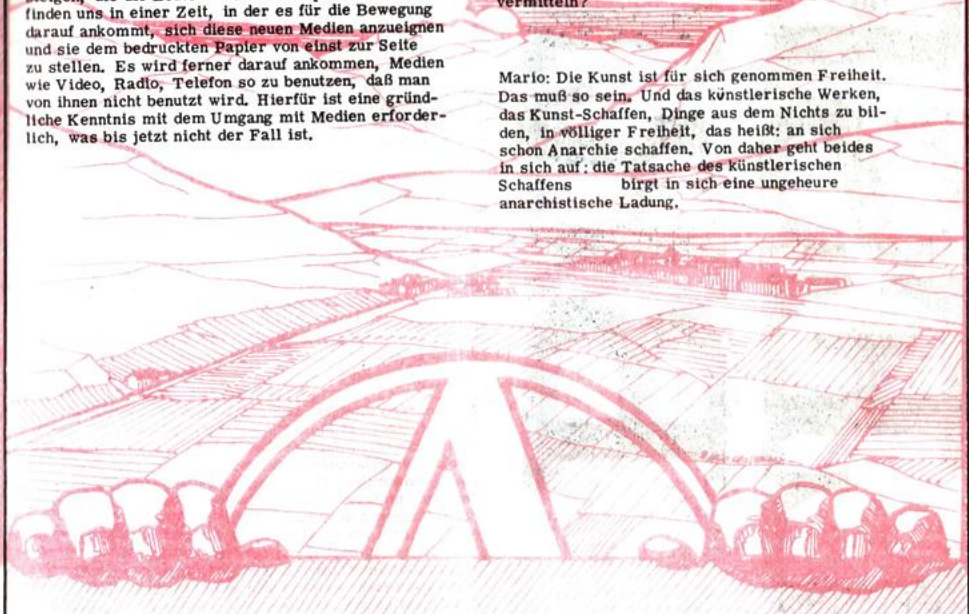 finden uns in einer Zeit, in der es für die Bewegung
darauf ankommt, sich diese neuen Medien anzueignen
und sie dem bedruckten Papier von einst zur Seite
zu stellen. Es wird ferner darauf ankommen, Medien
wie Video, Radio, Telefon so zu benutzen, daß man
von ihnen nicht benutzt wird. Hierfür ist eine gründ-
liche Kenntnis mit dem Umgang mit Medien erforder-
lich, was bis jetzt nicht der Fall ist.
vermitteln?
Mario: Die Kunst ist für sich genommen Freiheit.
Das muß so sein. Und das künstlerische Werken,
das Kunst-Schaffen, Dinge aus dem Nichts zu bil-
den, in völliger Freiheit, das heißt: an sich
schon Anarchie schaffen. Von daher geht beides
in sich auf: die Tatsache des künstlerischen
Schaffens birgt in sich eine ungeheure
anarchistische Ladung.